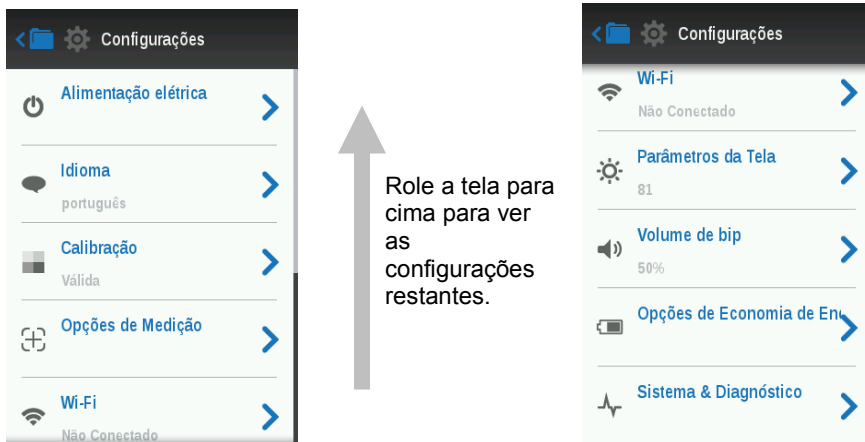 Configurações
Alimentação elétrica
Idioma
português
Calibração
Válida
Opções de Medição
Wi-Fi
Não Conectado
Role a tela para
cima para ver
as
configurações
restantes.
Configurações
Wi-Fi
Não Conectado
Parâmetros da Tela
81
Volume de bip
50%
Opções de Economia de Ene
Sistema & Diagnóstico